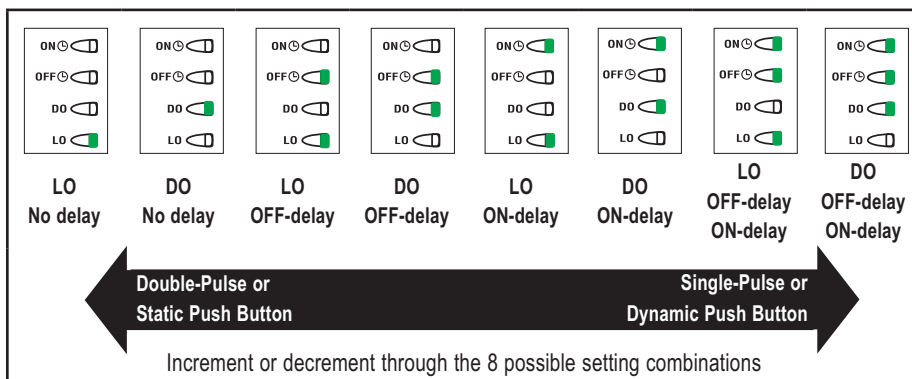 ON ON ON ON ON ON ON ON
OFF OFF OFF OFF OFF OFF OFF OFF
DO DO DO DO DO DO DO DO
LO LO LO LO LO LO LO LO
LO DO LO DO LO DO LO DO
No delay No delay OFF-delay OFF-delay ON-delay ON-delay OFF-delay OFF-delay
ON-delay ON-delay
Double-Pulse or Single-Pulse or
Static Push Button Dynamic Push Button
Increment or decrement through the 8 possible setting combinations